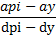 api – ay
dpi – dy